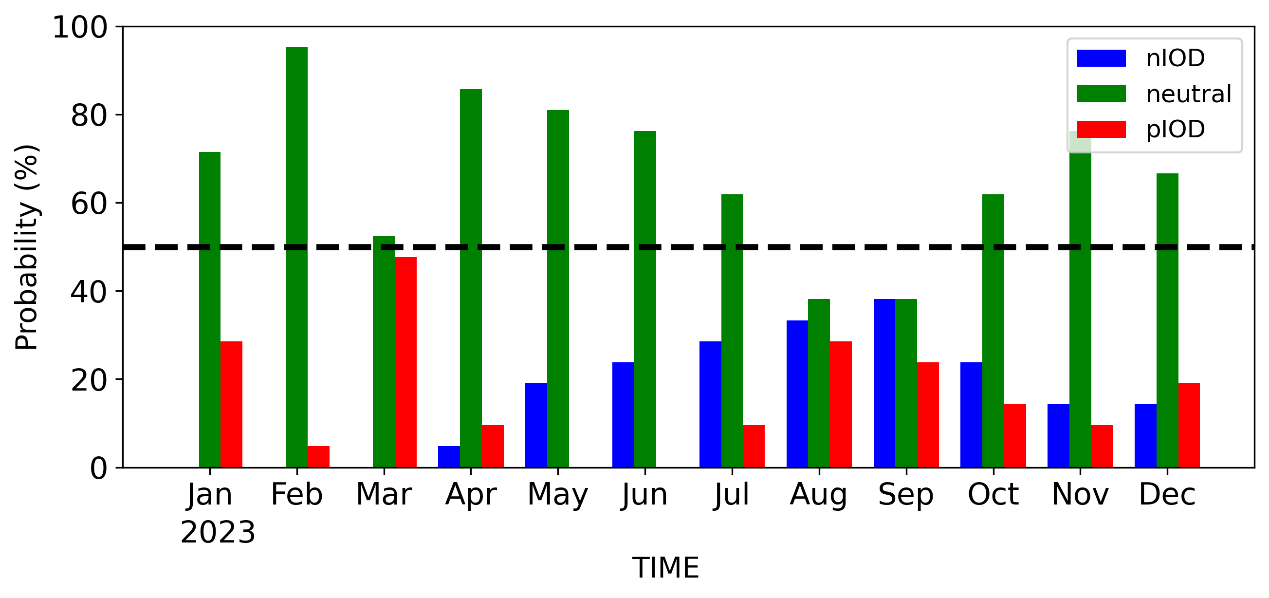 100
80
60
40
20
0
Probability (%)
nIOD
neutral
pIOD
Jan Feb Mar Apr May Jun Jul Aug Sep Oct Nov Dec
2023
TIME